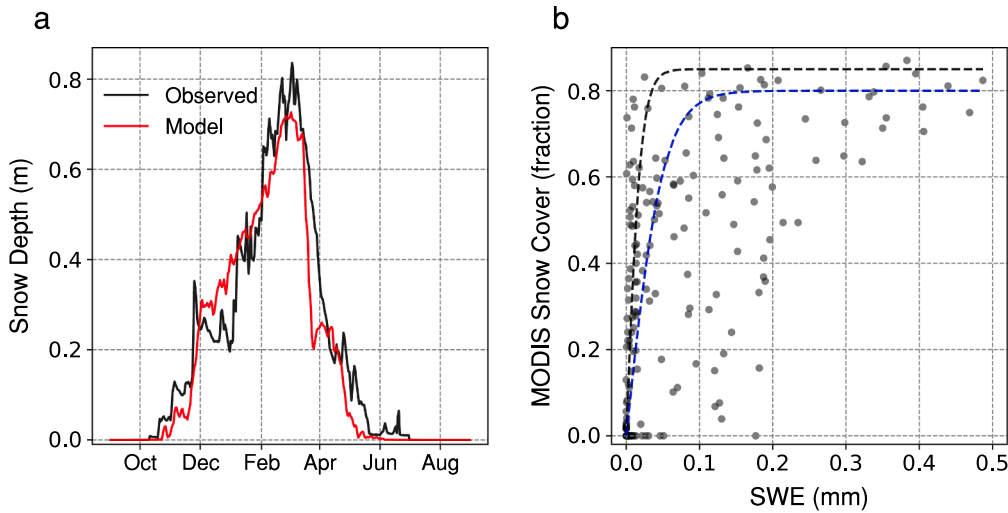 a
Snow Depth (m)
0.8
0.6
0.4
0.2
0.0
Observed
Model
Oct Dec Feb Apr Jun Aug
b
MODIS Snow Cover (fraction)
0.8
0.6
0.4
0.2
0.0
0.0 0.1 0.2 0.3 0.4 0.5
SWE (mm)